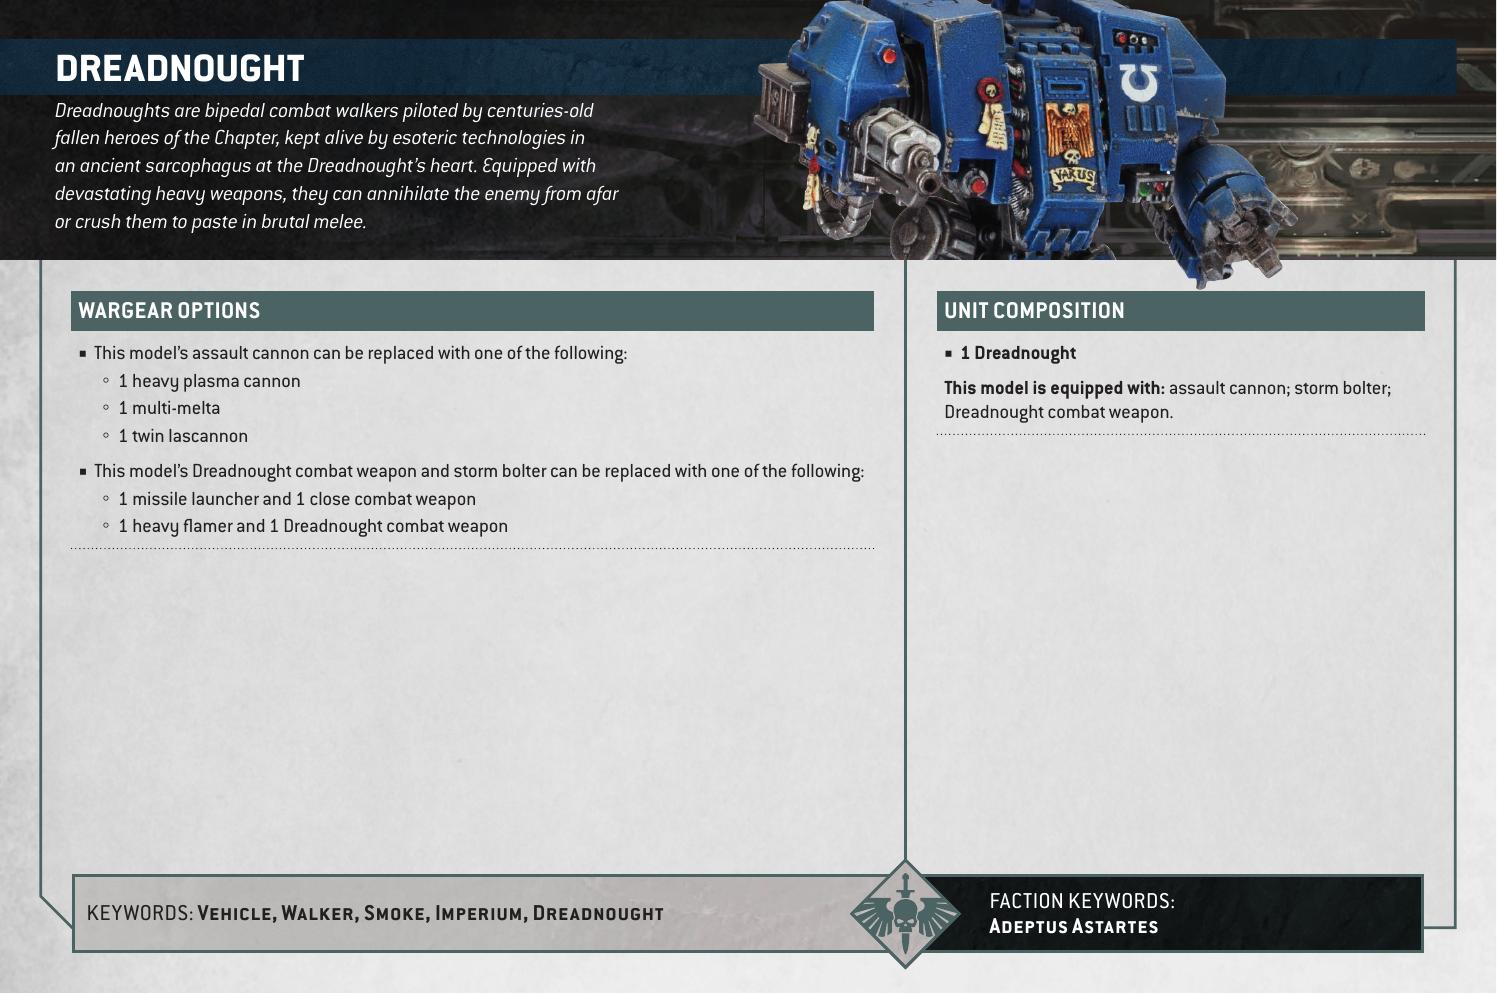 DREADNOUGHT
Dreadnoughts are bipedal combat walkers piloted by centuries-old
fallen heroes of the Chapter, kept alive by esoteric technologies in
an ancient sarcophagus at the Dreadnought’s heart. Equipped with
devastating heavy weapons, they can annihilate the enemy from afar
or crush them to paste in brutal melee.
VARUS
WARGEAR OPTIONS
▪ This model’s assault cannon can be replaced with one of the following:
◦ 1 heavy plasma cannon
◦ 1 multi-melta
◦ 1 twin lascannon
▪ This model’s Dreadnought combat weapon and storm bolter can be replaced with one of the following:
◦ 1 missile launcher and 1 close combat weapon
◦ 1 heavy flamer and 1 Dreadnought combat weapon
UNIT COMPOSITION
▪ 1 Dreadnought
This model is equipped with: assault cannon; storm bolter;
Dreadnought combat weapon.
KEYWORDS: Vehicle, Walker, Smoke, Imperium, Dreadnought
FACTION KEYWORDS:
Adeptus Astartes